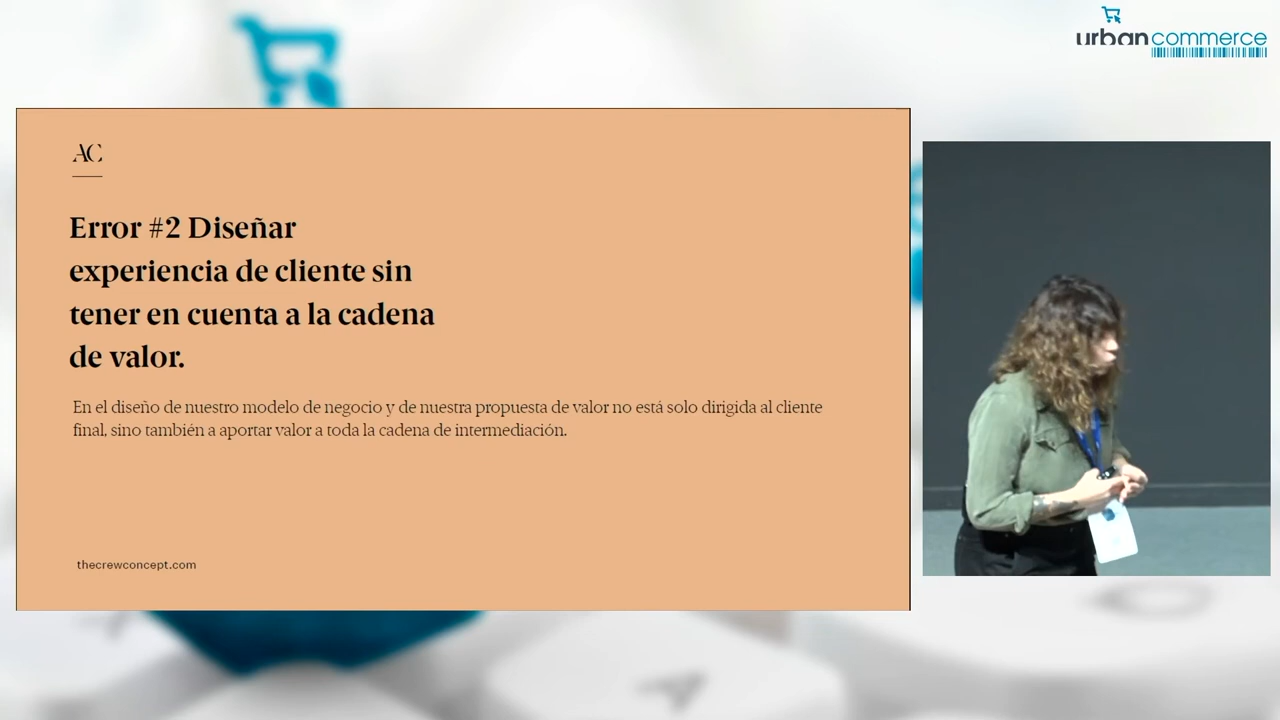 urbancommerce
AC
Error #2 Diseñar
experiencia de cliente sin
tener en cuenta a la cadena
de valor.
En el diseño de nuestro modelo de negocio y de nuestra propuesta de valor no está solo dirigida al cliente
final, sino también a aportar valor a toda la cadena de intermediación.
thecrewconcept.com